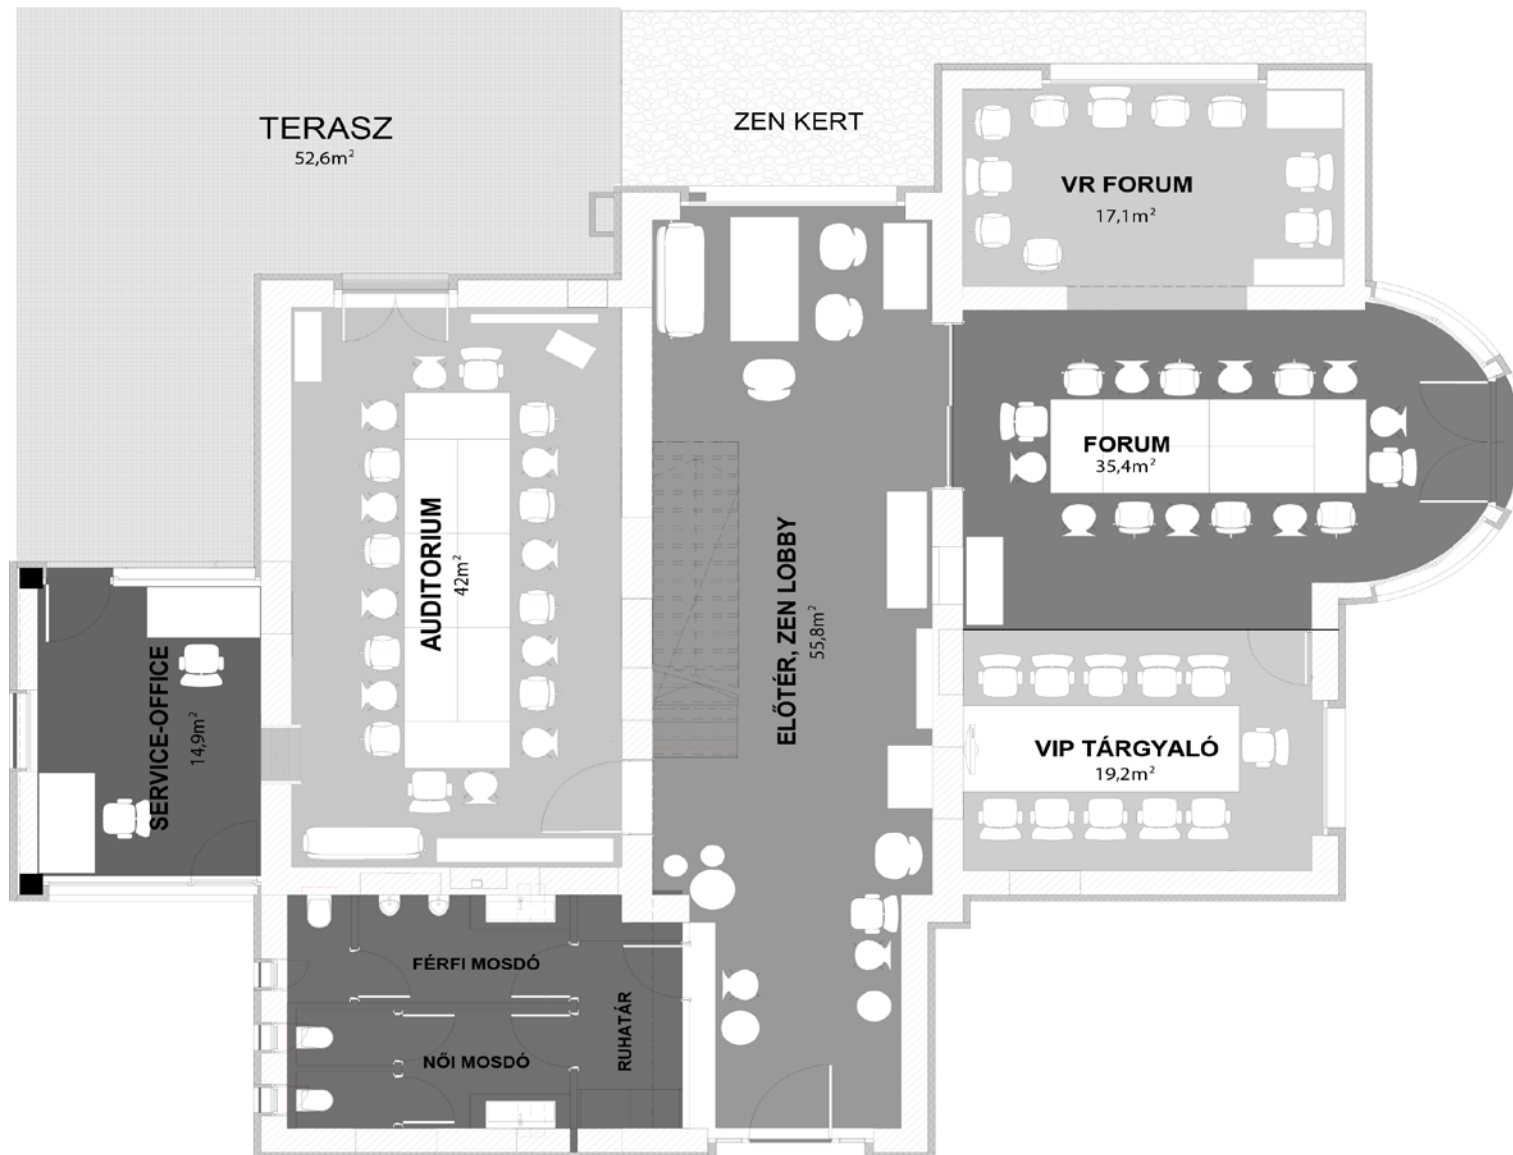 TERASZ
52,6m²
ZEN KERT
VR FORUM
17,1m²
FORUM
35,4m²
AUDITORIUM
42m²
ELŐTÉR, ZEN LOBBY
55,8m²
SERVICE-OFFICE
14,9m²
VIP TÁRGYALÓ
19,2m²
FÉRFI MOSDÓ
NŐI MOSDÓ
RUHATÁR